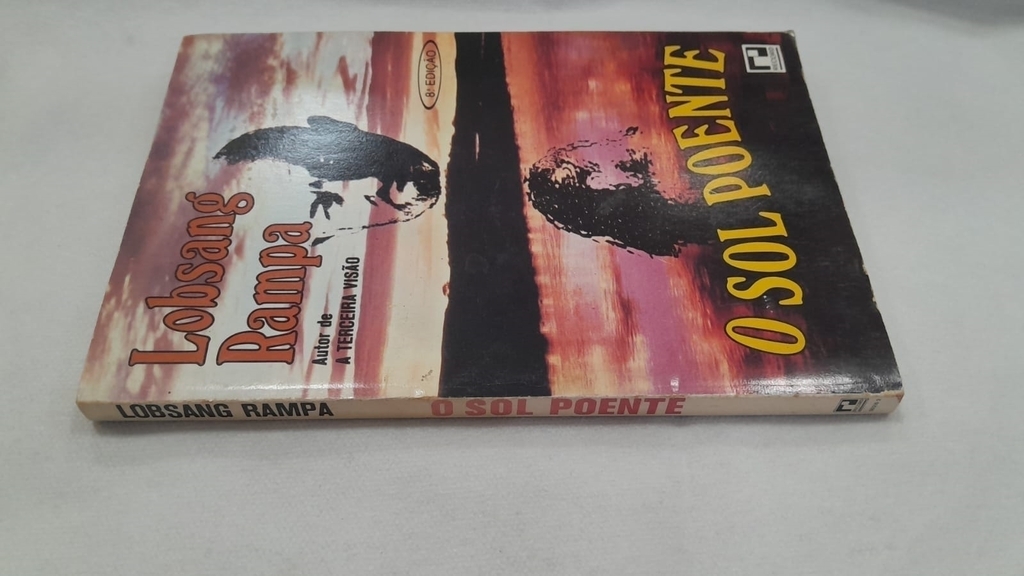 Lobsang
Rampa
Autor de
A TERCEIRA VISÃO
8ª EDIÇÃO
O SOL POENTE
LOBSANG RAMPA
O SOL POENTE